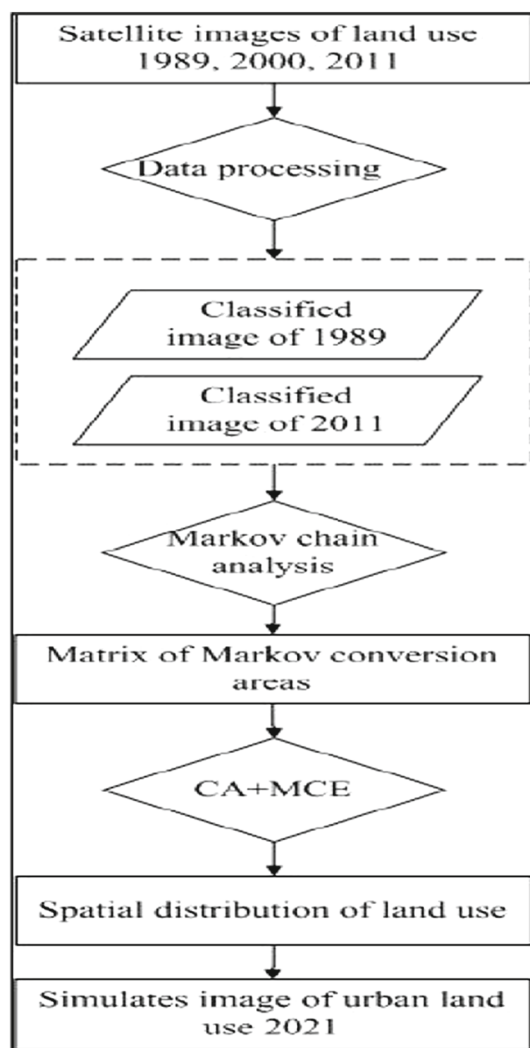 Satellite images of land use
1989, 2000, 2011
Data processing
Classified
image of 1989
Classified
image of 2011
Markov chain
analysis
Matrix of Markov conversion
areas
CA+MCE
Spatial distribution of land use
Simulates image of urban land
use 2021